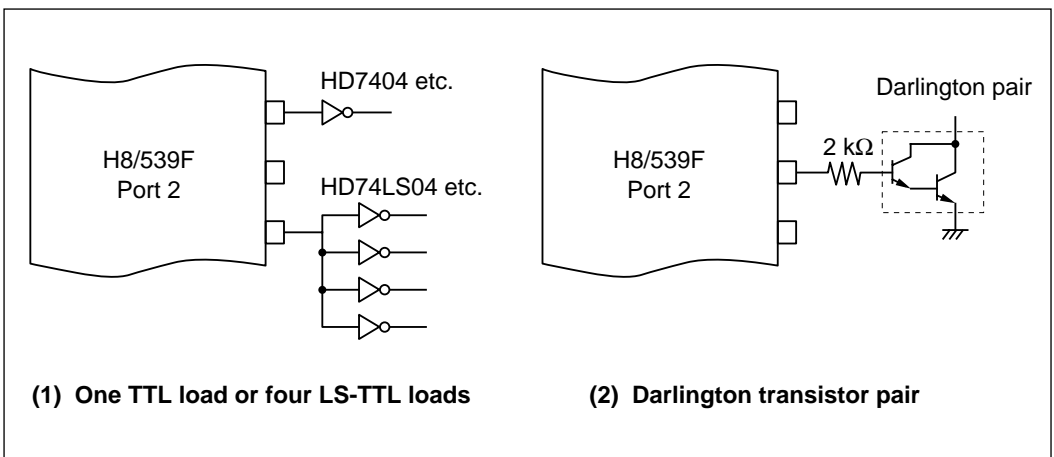 HD7404 etc.
H8/539F
Port 2
HD74LS04 etc.
(1) One TTL load or four LS-TTL loads
Darlington pair
H8/539F
Port 2
2 kΩ
(2) Darlington transistor pair